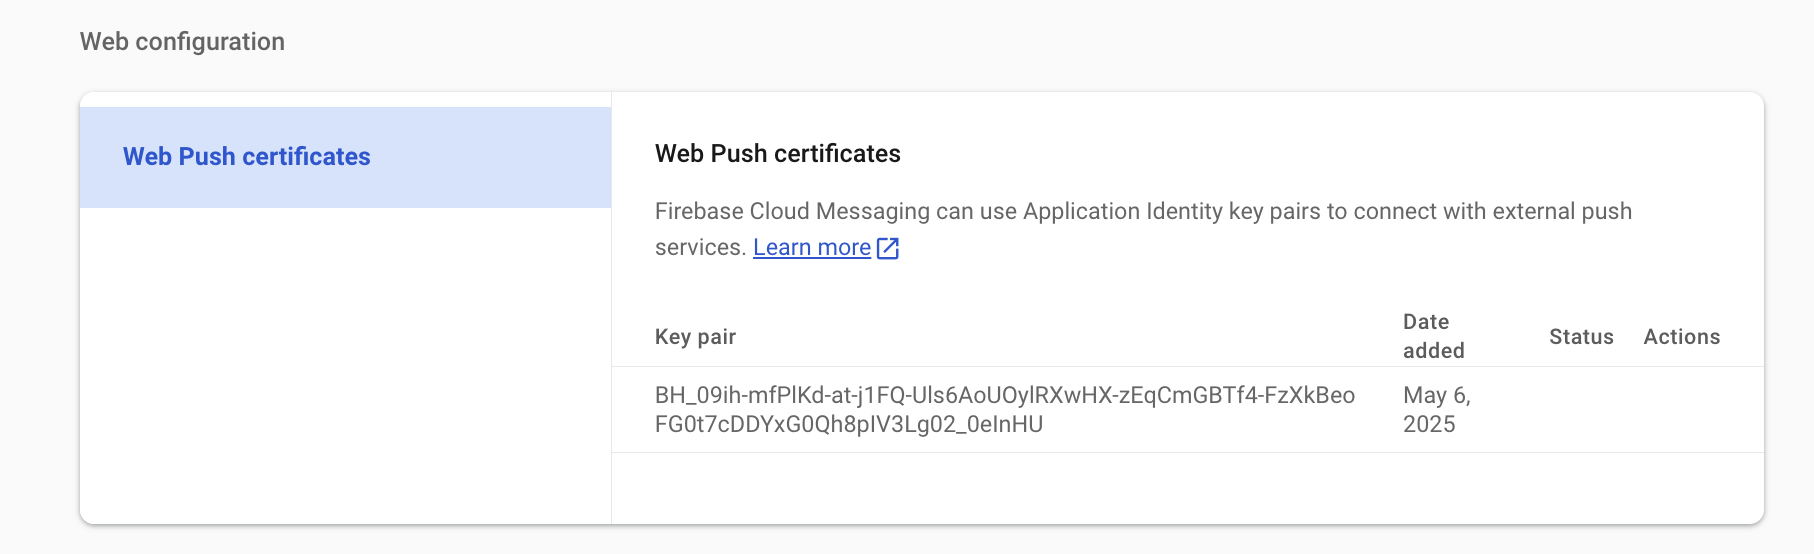 Web configuration
Web Push certificates
Web Push certificates
Firebase Cloud Messaging can use Application Identity key pairs to connect with external push
services. Learn more
Key pair
Date
added
Status
Actions
BH_09ih-mfPlKd-at-j1FQ-Uls6AoUOylRXwHX-zEqCmGBTf4-FzXkBeo
FG0t7cDDYxG0Qh8pIV3Lg02_0eInHU
May 6,
2025